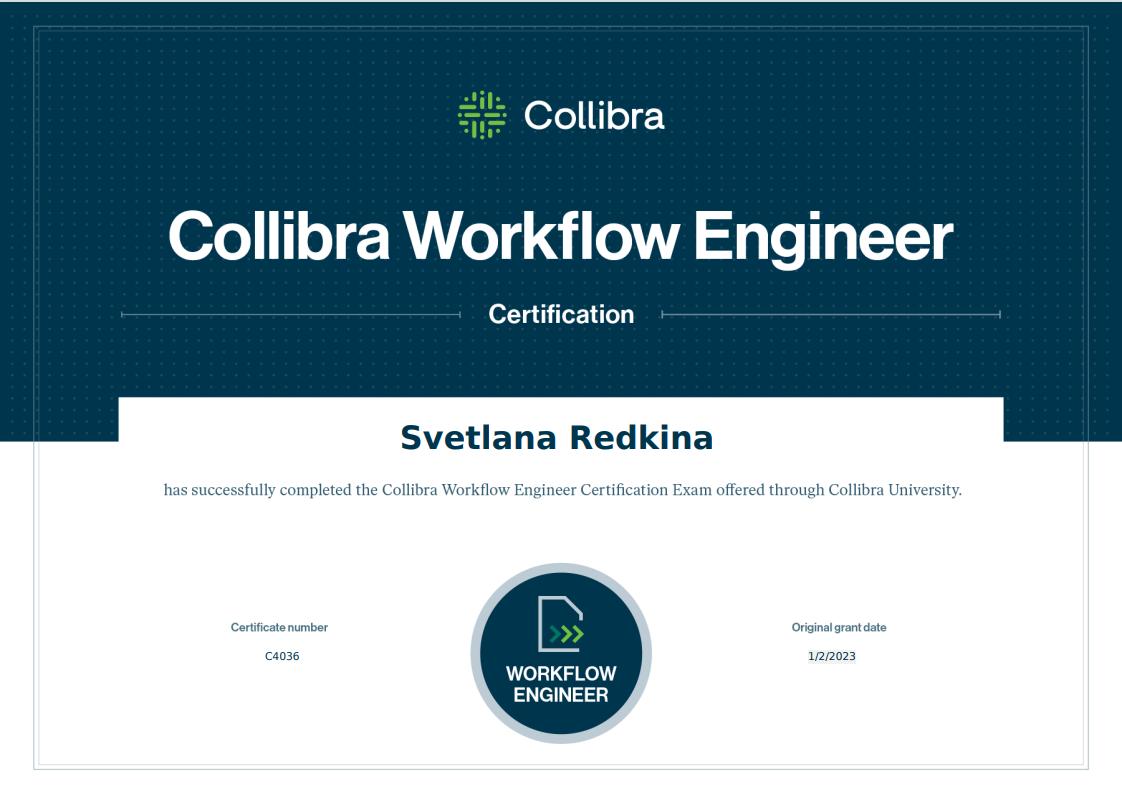 Collibra
Collibra Workflow Engineer
Certification
Svetlana Redkina
has successfully completed the Collibra Workflow Engineer Certification Exam offered through Collibra University.
Certificate number
C4036
WORKFLOW
ENGINEER
Original grant date
1/2/2023